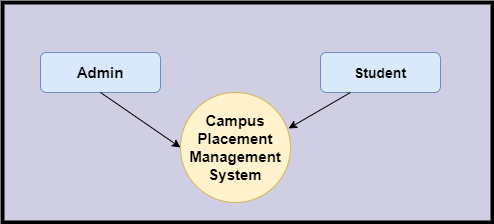 Admin
Student
Campus
Placement
Management
System